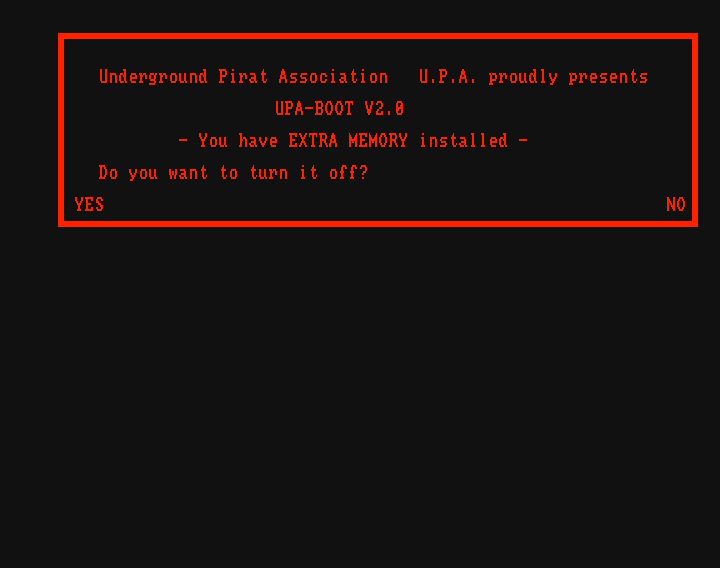 Underground Pirat Association   U.P.A. proudly presents
UPA-BOOT V2.0
- You have EXTRA MEMORY installed -
Do you want to turn it off?
YES NO